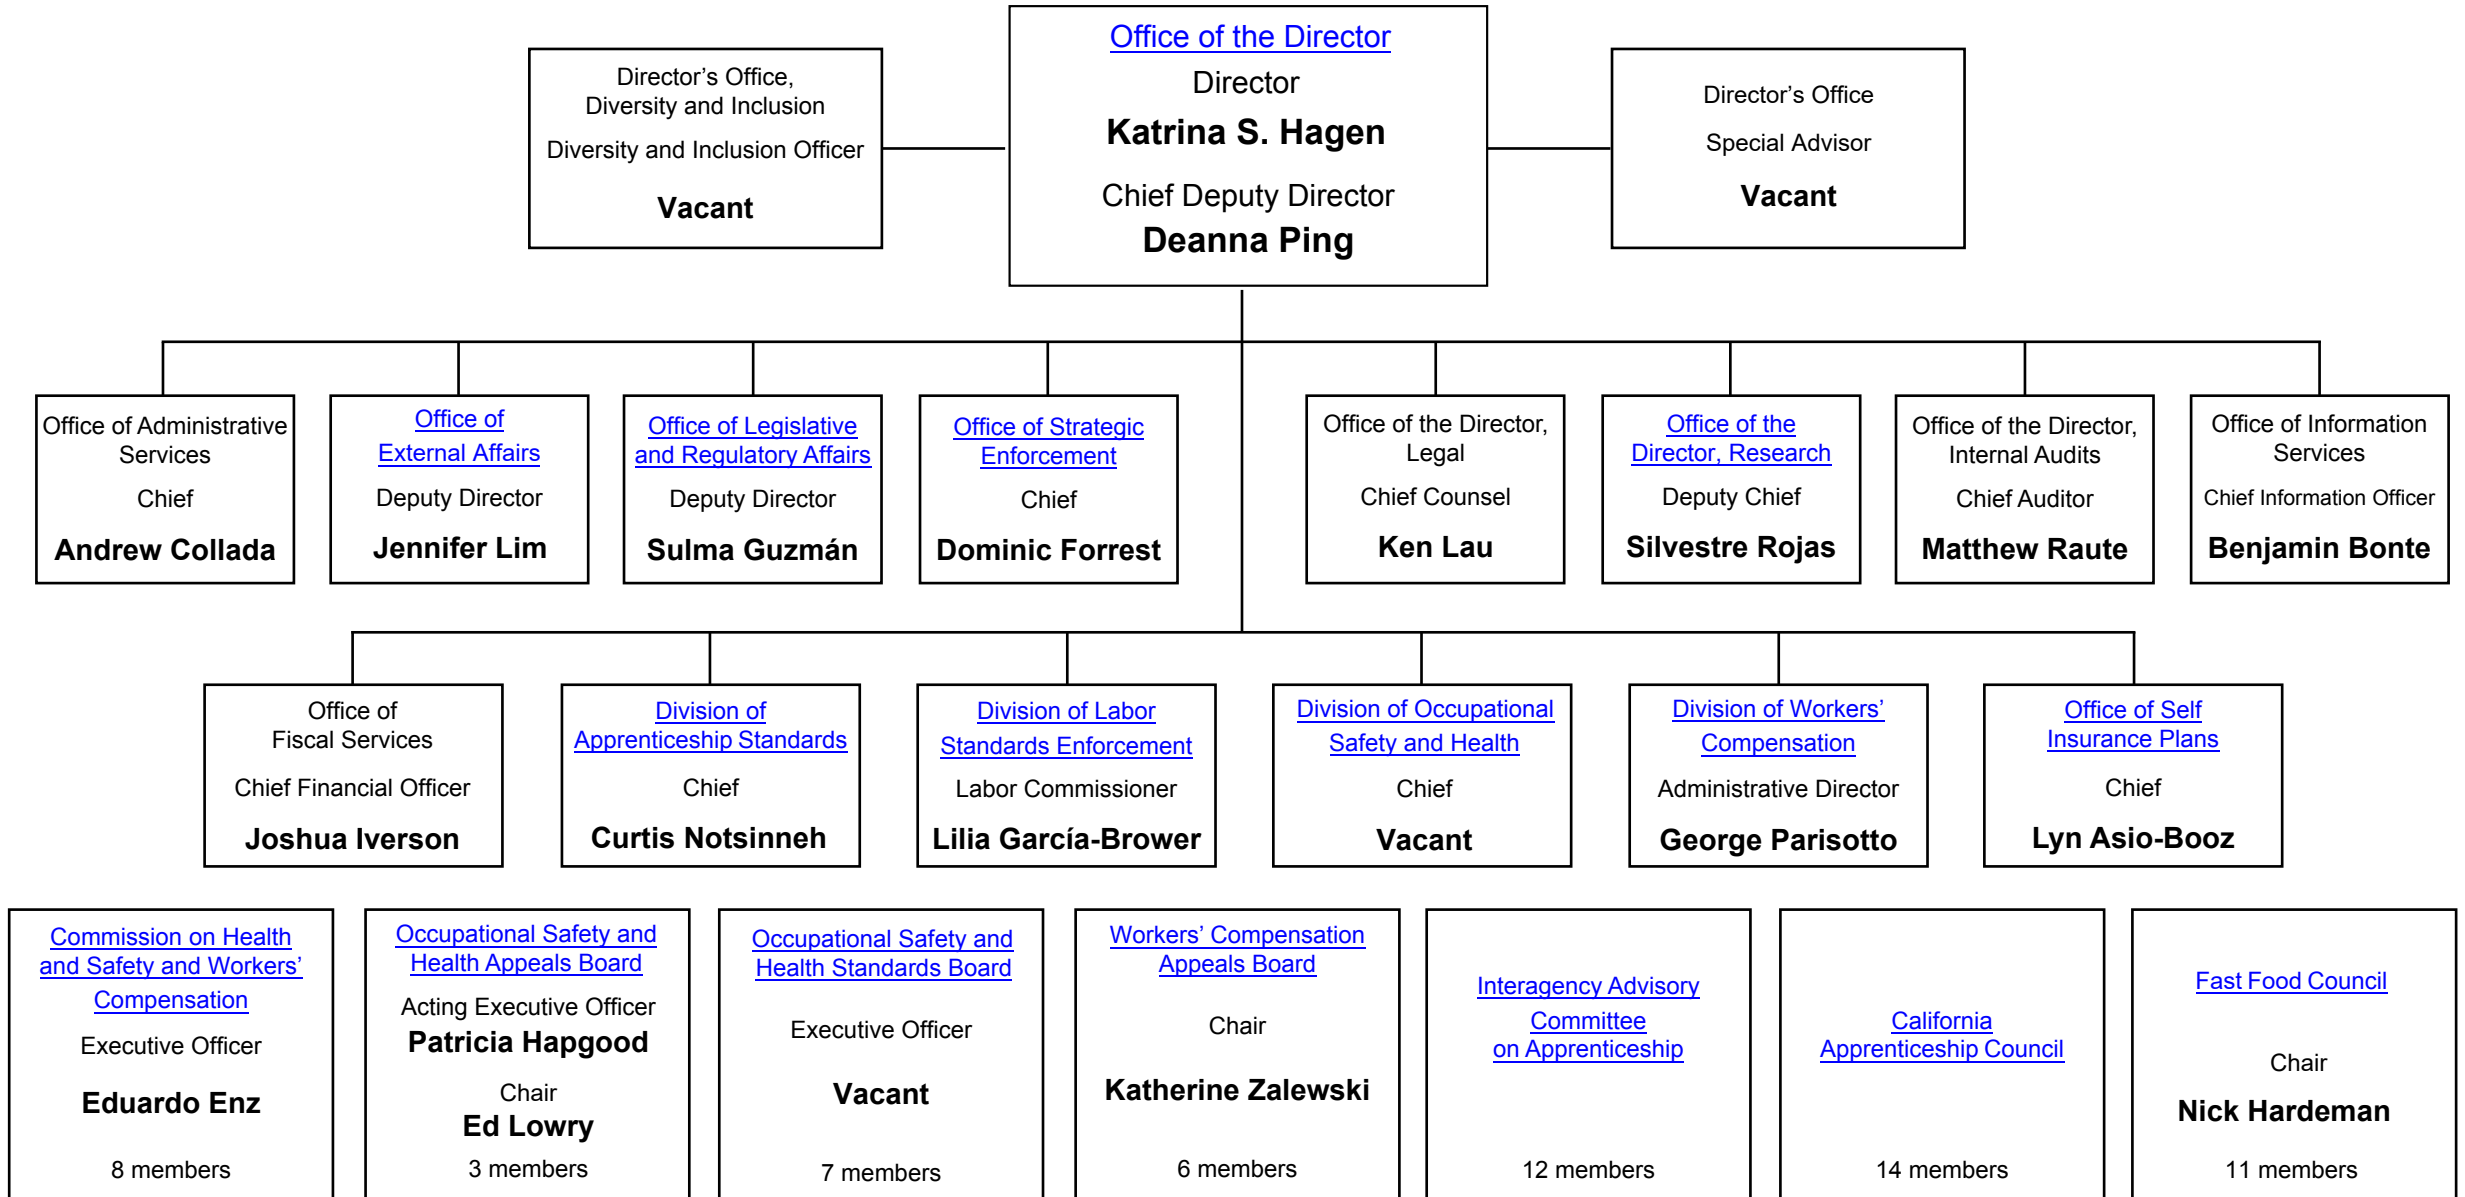 Office of the Director
Director
Katrina S. Hagen
Chief Deputy Director
Deanna Ping
Director’s Office,
Diversity and Inclusion
Diversity and Inclusion Officer
Vacant
Director’s Office
Special Advisor
Vacant
Office of Administrative
Services
Chief
Andrew Collada
Office of
External Affairs
Deputy Director
Jennifer Lim
Office of Legislative
and Regulatory Affairs
Deputy Director
Sulma Guzmán
Office of Strategic
Enforcement
Chief
Dominic Forrest
Office of the Director,
Legal
Chief Counsel
Ken Lau
Office of the
Director, Research
Deputy Chief
Silvestre Rojas
Office of the Director,
Internal Audits
Chief Auditor
Matthew Raute
Office of Information
Services
Chief Information Officer
Benjamin Bonte
Office of
Fiscal Services
Chief Financial Officer
Joshua Iverson
Division of
Apprenticeship Standards
Chief
Curtis Notsinneh
Division of Labor
Standards Enforcement
Labor Commissioner
Lilia García-Brower
Division of Occupational
Safety and Health
Chief
Vacant
Division of Workers’
Compensation
Administrative Director
George Parisotto
Office of Self
Insurance Plans
Chief
Lyn Asio-Booz
Commission on Health
and Safety and Workers’
Compensation
Executive Officer
Eduardo Enz
8 members
Occupational Safety and
Health Appeals Board
Acting Executive Officer
Patricia Hapgood
Chair
Ed Lowry
3 members
Occupational Safety and
Health Standards Board
Executive Officer
Vacant
7 members
Workers’ Compensation
Appeals Board
Chair
Katherine Zalewski
6 members
Interagency Advisory
Committee
on Apprenticeship
12 members
California
Apprenticeship Council
14 members
Fast Food Council
Chair
Nick Hardeman
11 members